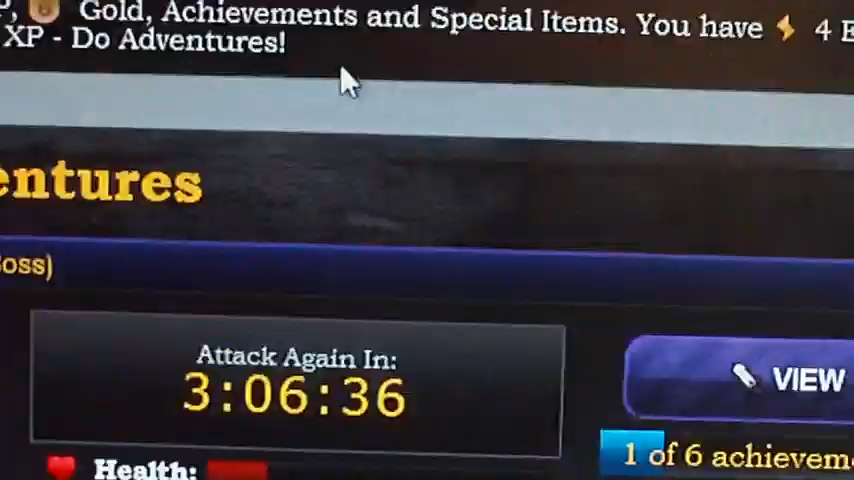 Gold, Achievements and Special Items. You have 4
XP - Do Adventures!
entures
oss)
Attack Again In:
3:06:36
VIEW
1 of 6 achievem
Health: